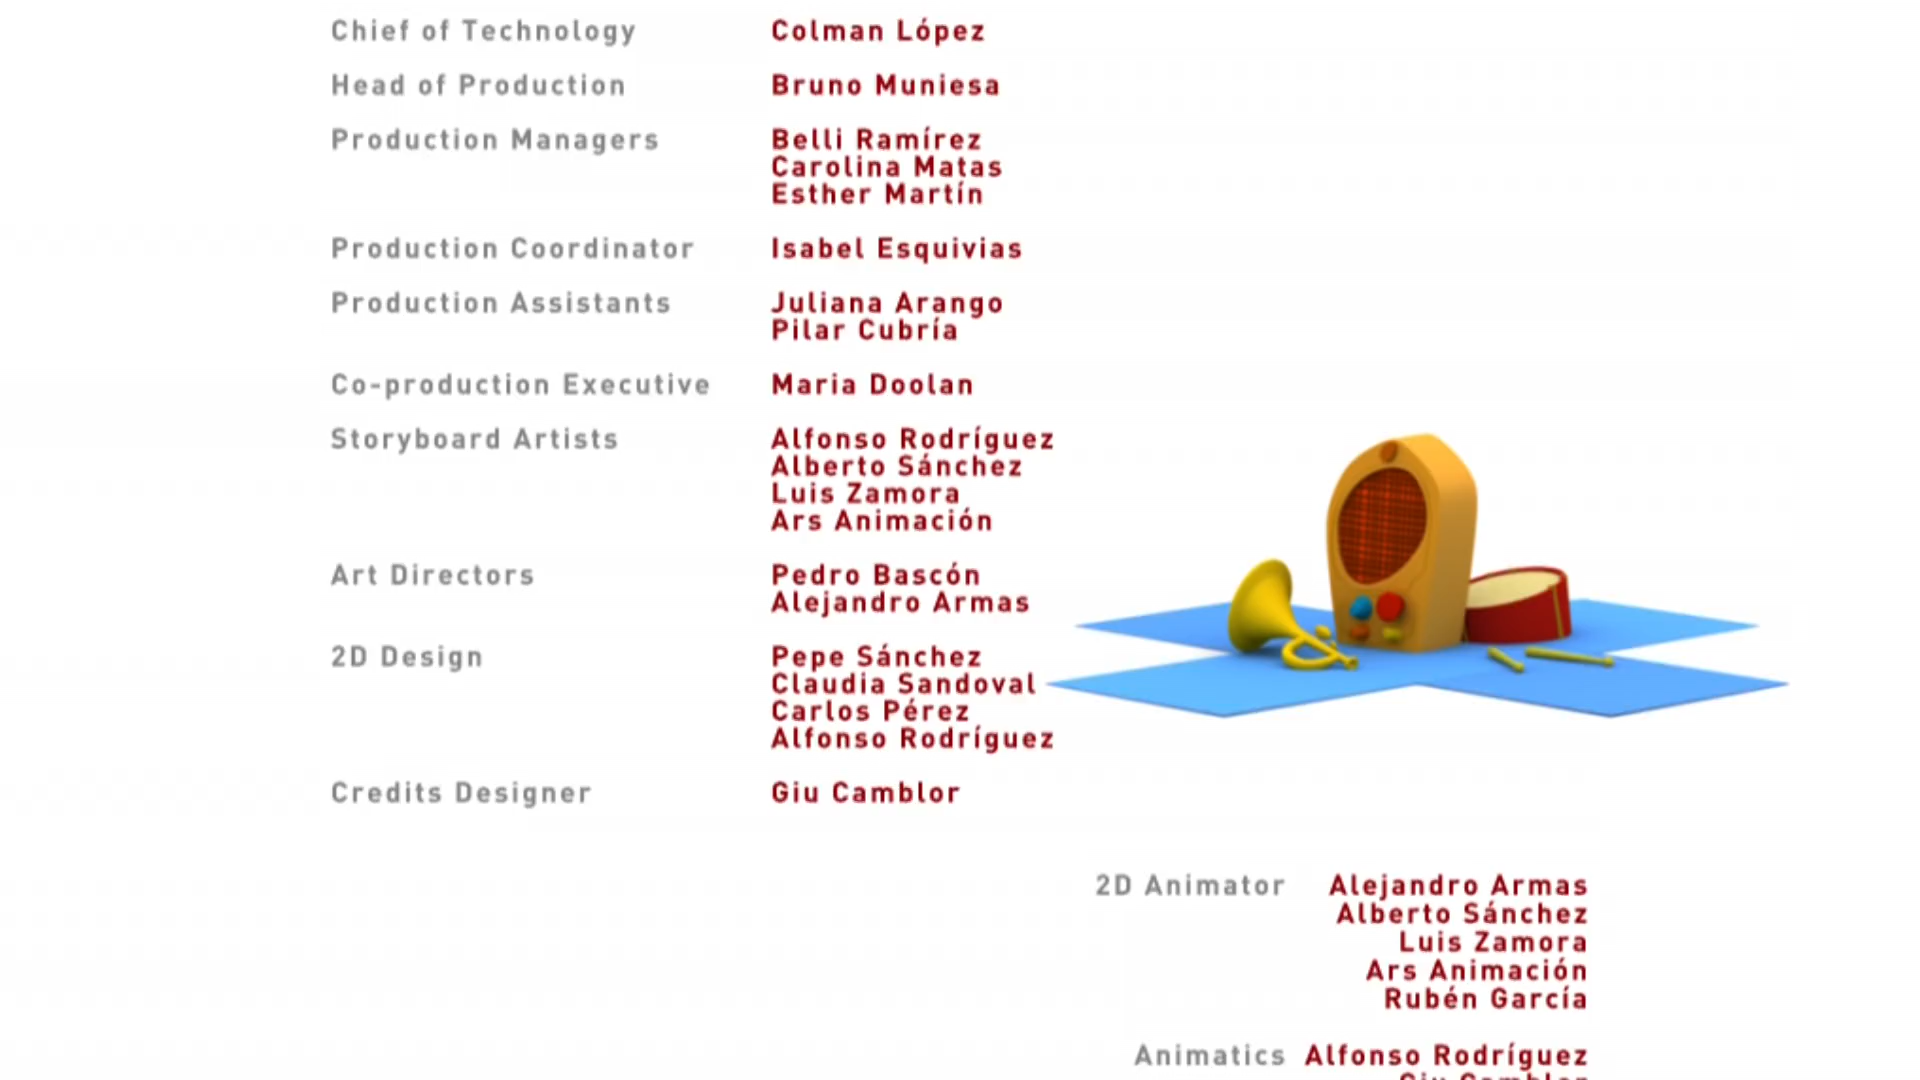 Chief of Technology Colman López
Head of Production Bruno Muniesa
Production Managers Belli Ramírez
Carolina Matas
Esther Martín
Production Coordinator Isabel Esquivias
Production Assistants Juliana Arango
Pilar Cubría
Co-production Executive Maria Doolan
Storyboard Artists Alfonso Rodríguez
Alberto Sánchez
Luis Zamora
Ars Animación
Art Directors Pedro Bascón
Alejandro Armas
2D Design Pepe Sánchez
Claudia Sandoval
Carlos Pérez
Alfonso Rodríguez
Credits Designer Giu Camblor
2D Animator Alejandro Armas
Alberto Sánchez
Luis Zamora
Ars Animación
Rubén García
Animatics Alfonso Rodríguez
Giu Camblor